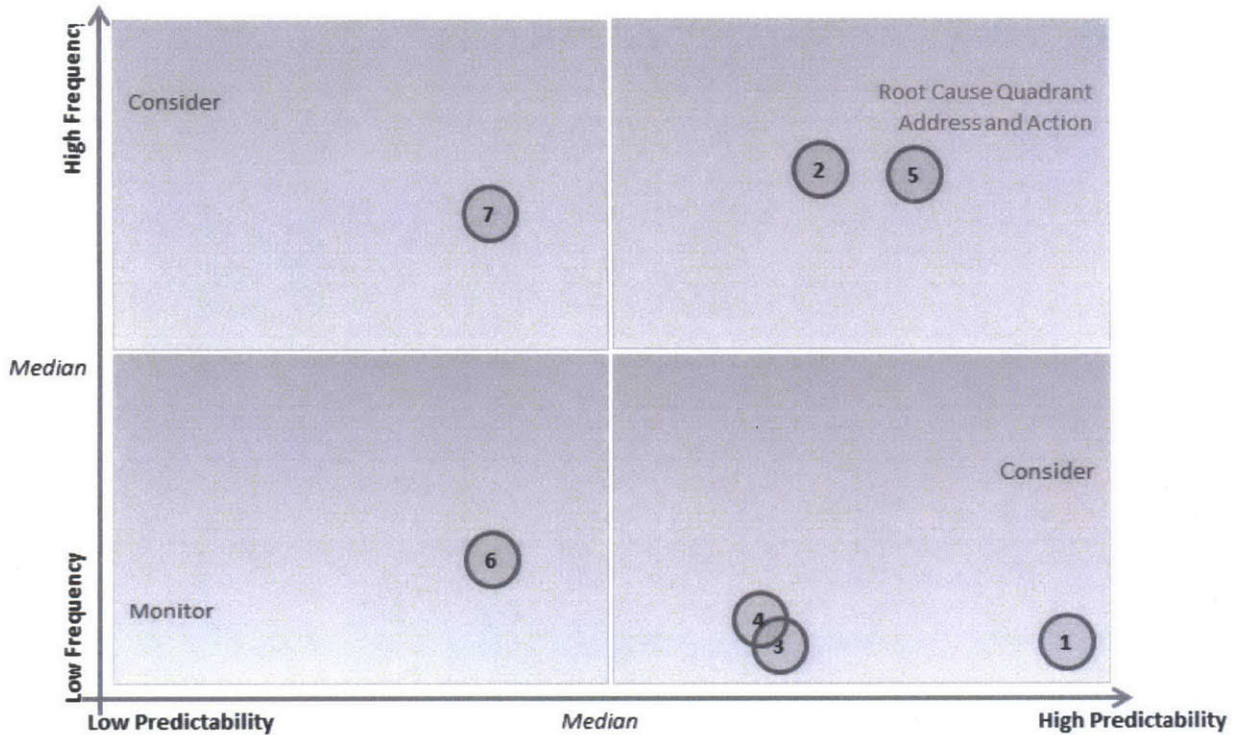 High Frequency
Consider
Root Cause Quadrant
Address and Action
2
5
7
Median
Consider
6
Low Frequency
Monitor
4
3
1
Low Predictability
Median
High Predictability